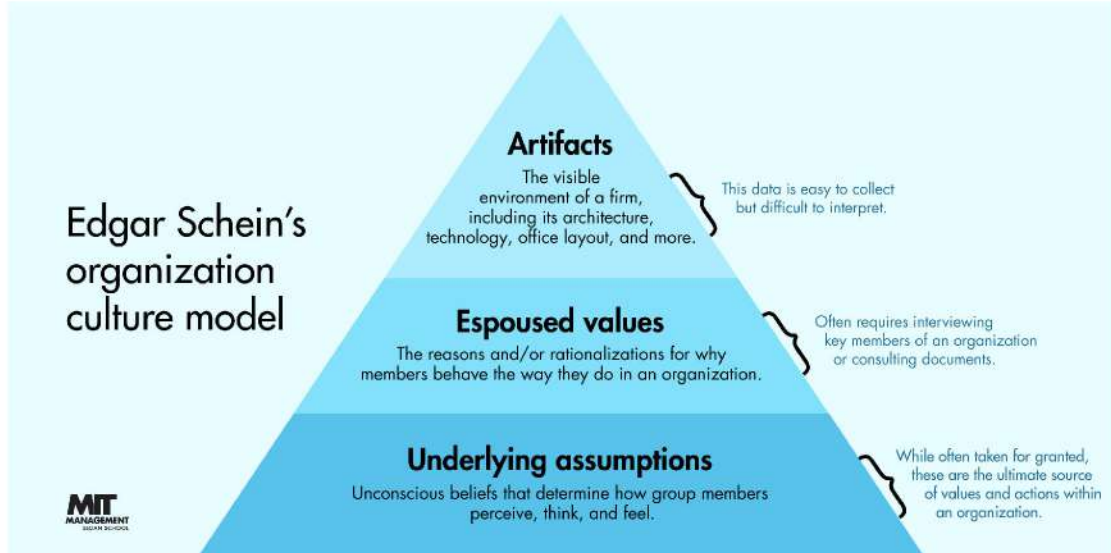 Edgar Schein's
organization
culture model
Artifacts
The visible
environment of a firm,
including its architecture,
technology, office layout, and more.
This data is easy to collect
but difficult to interpret.
Espoused values
The reasons and/or rationalizations for why
members behave the way they do in an organization.
Often requires interviewing
key members of an organization
or consulting documents.
Underlying assumptions
Unconscious beliefs that determine how group members
perceive, think, and feel.
While often taken for granted,
these are the ultimate source
of values and actions within
an organization.
MIT
MANAGEMENT
SLOAN SCHOOL